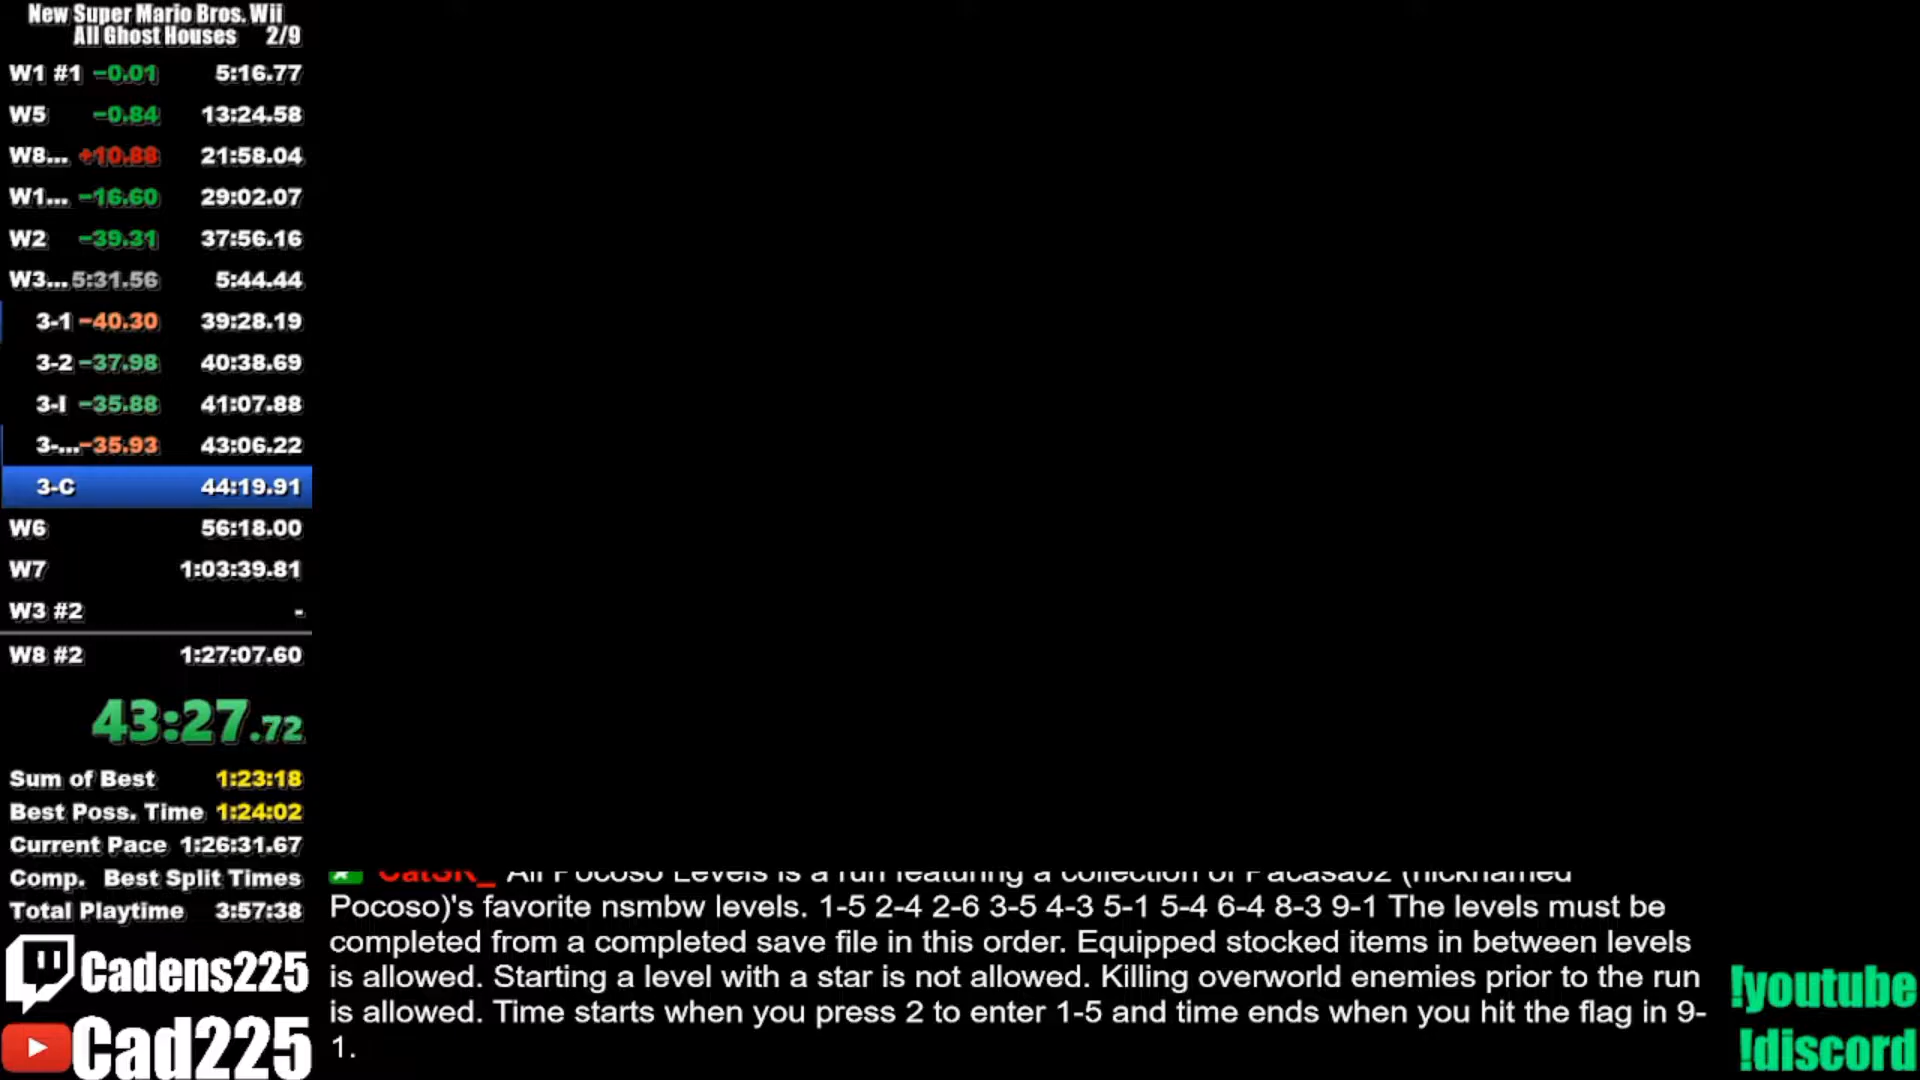 New Super Mario Bros. Wii
All Ghost Houses 2/9
W1 #1 −0.01 5:16.77
W5 −0.84 13:24.58
W8... +10.88 21:58.04
W1... −16.60 29:02.07
W2 −39.31 37:56.16
W3... 5:31.56 5:44.44
3-1 −40.30 39:28.19
3-2 −37.98 40:38.69
3-I −35.88 41:07.88
3-... −35.93 43:06.22
3-C 44:19.91
W6 56:18.00
W7 1:03:39.81
W3 #2 -
W8 #2 1:27:07.60
43:27.72
Sum of Best 1:23:18
Best Poss. Time 1:24:02
Current Pace 1:26:31.67
Comp. Best Split Times
Total Playtime 3:57:38
Cadens225
Cad225
CatSR_ All Pocoso Levels is a run featuring a collection of Pacasa02 (nicknamed
Pocoso)'s favorite nsmbw levels. 1-5 2-4 2-6 3-5 4-3 5-1 5-4 6-4 8-3 9-1 The levels must be
completed from a completed save file in this order. Equipped stocked items in between levels
is allowed. Starting a level with a star is not allowed. Killing overworld enemies prior to the run
is allowed. Time starts when you press 2 to enter 1-5 and time ends when you hit the flag in 9-
1.
!youtube
!discord